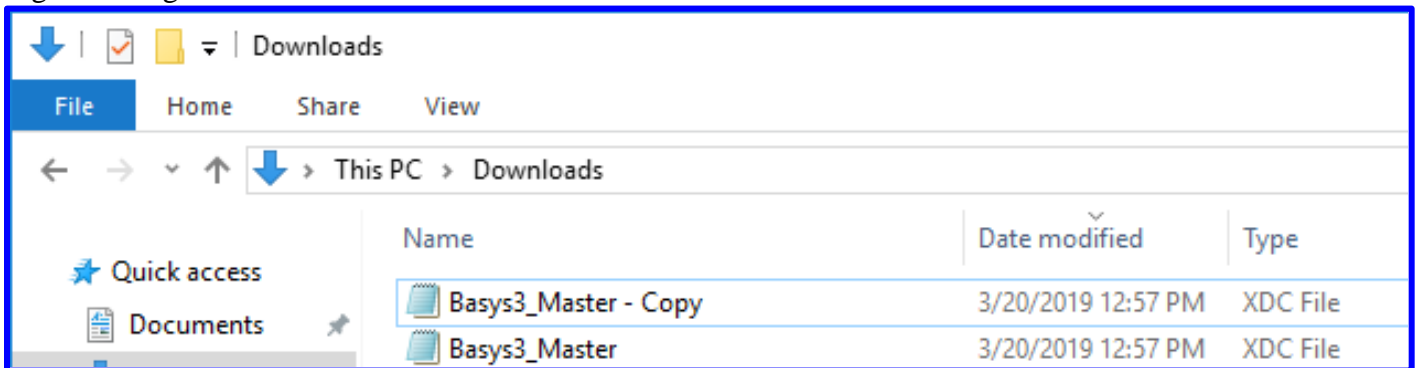 Downloads
File Home Share View
This PC > Downloads
Name Date modified Type
Quick access
Basys3_Master - Copy 3/20/2019 12:57 PM XDC File
Documents
Basys3_Master 3/20/2019 12:57 PM XDC File